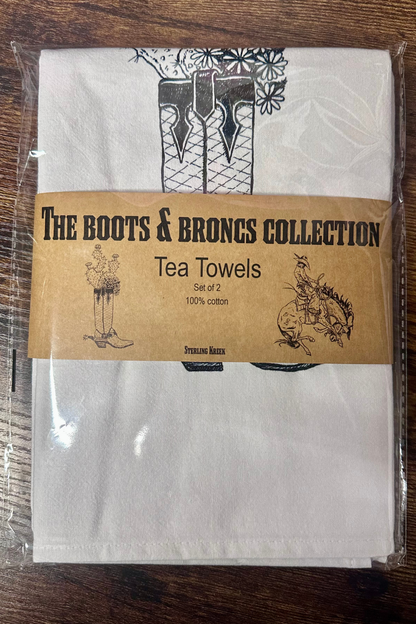 THE BOOTS & BRONCS COLLECTION
Tea Towels
Set of 2
100% cotton
STERLING KREEK